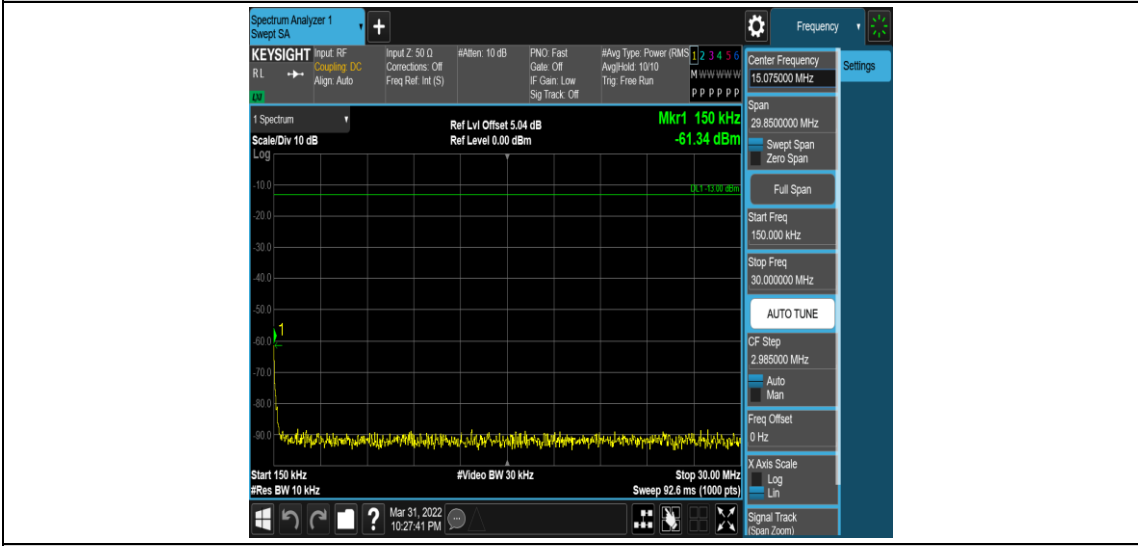 Spectrum Analyzer 1
Swept SA
+
Frequency
KEYSIGHT
RL
Input: RF
Coupling: DC
Align: Auto
Input Z: 50 Ω
Corrections: Off
Freq Ref: Int (S)
#Atten: 10 dB
PNO: Fast
Gate: Off
IF Gain: Low
Sig Track: Off
#Avg Type: Power (RMS
Avg|Hold: 10/10
Trig: Free Run
1 2 3 4 5 6
M W W W W W
P P P P P P
1 Spectrum
Scale/Div 10 dB
Log
Ref Lvl Offset 5.04 dB
Ref Level 0.00 dBm
Mkr1 150 kHz
-61.34 dBm
-10.0
DL1 -13.00 dBm
-20.0
-30.0
-40.0
-50.0
1
-60.0
-70.0
-80.0
-90.0
Start 150 kHz
#Res BW 10 kHz
#Video BW 30 kHz
Stop 30.00 MHz
Sweep 92.6 ms (1000 pts)
?
Mar 31, 2022
10:27:41 PM
Center Frequency
15.075000 MHz
Settings
Span
29.8500000 MHz
Swept Span
Zero Span
Full Span
Start Freq
150.000 kHz
Stop Freq
30.000000 MHz
AUTO TUNE
CF Step
2.985000 MHz
Auto
Man
Freq Offset
0 Hz
X Axis Scale
Log
Lin
Signal Track
(Span Zoom)